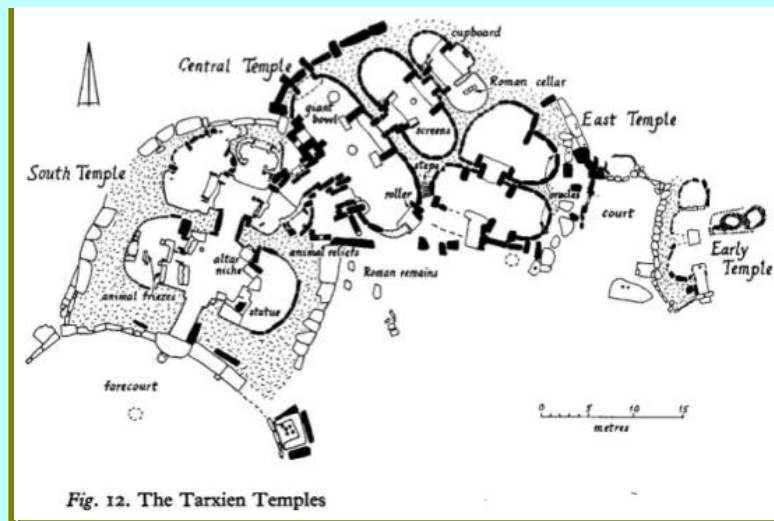 cupboard
Central Temple
Roman cellar
giant
bowl
screens
East Temple
South Temple
steps
roller
oracles
court
altar
niche
animal reliefs
Roman remains
Early
Temple
animal friezes
statue
forecourt
0 5 10 15
metres
Fig. 12. The Tarxien Temples